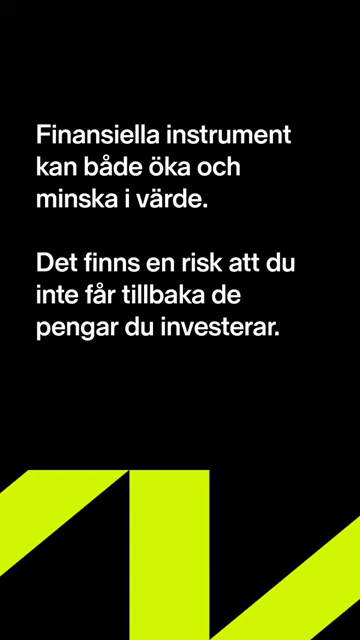 Finansiella instrument
kan både öka och
minska i värde.
Det finns en risk att du
inte får tillbaka de
pengar du investerar.